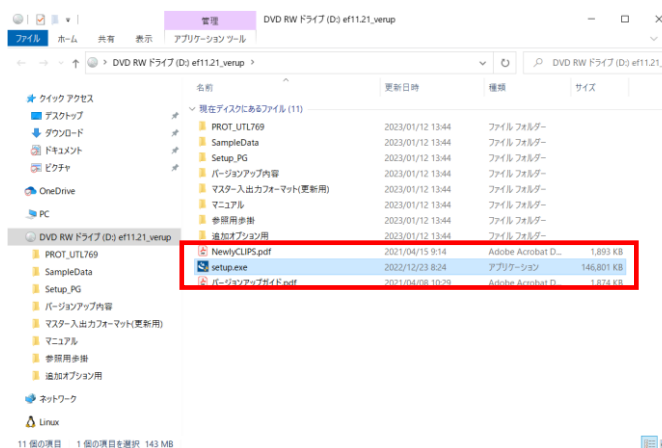 管理
DVD RW ドライブ (D:) ef11.21_verup
ファイル ホーム 共有 表示 アプリケーション ツール
DVD RW ドライブ (D:) ef11.21_verup
DVD RW ドライブ (D:) ef11.21_
名前 更新日時 種類 サイズ
クイック アクセス
デスクトップ
ダウンロード
ドキュメント
ピクチャ
OneDrive
PC
DVD RW ドライブ (D:) ef11.21_verup
PROT_UTL769
SampleData
Setup_PG
バージョンアップ内容
マスター入出力フォーマット(更新用)
マニュアル
参照用歩掛
追加オプション用
ネットワーク
Linux
現在ディスクにあるファイル (11)
PROT_UTL769 2023/01/12 13:44 ファイル フォルダー
SampleData 2023/01/12 13:44 ファイル フォルダー
Setup_PG 2023/01/12 13:44 ファイル フォルダー
バージョンアップ内容 2023/01/12 13:44 ファイル フォルダー
マスター入出力フォーマット(更新用) 2023/01/12 13:44 ファイル フォルダー
マニュアル 2023/01/12 13:44 ファイル フォルダー
参照用歩掛 2023/01/12 13:44 ファイル フォルダー
追加オプション用 2023/01/12 13:44 ファイル フォルダー
NewlyCLIPS.pdf 2021/04/15 9:14 Adobe Acrobat D... 1,893 KB
setup.exe 2022/12/23 8:24 アプリケーション 146,801 KB
バージョンアップガイド.pdf 2021/04/08 10:29 Adobe Acrobat D... 1,874 KB
11 個の項目 1 個の項目を選択 143 MB